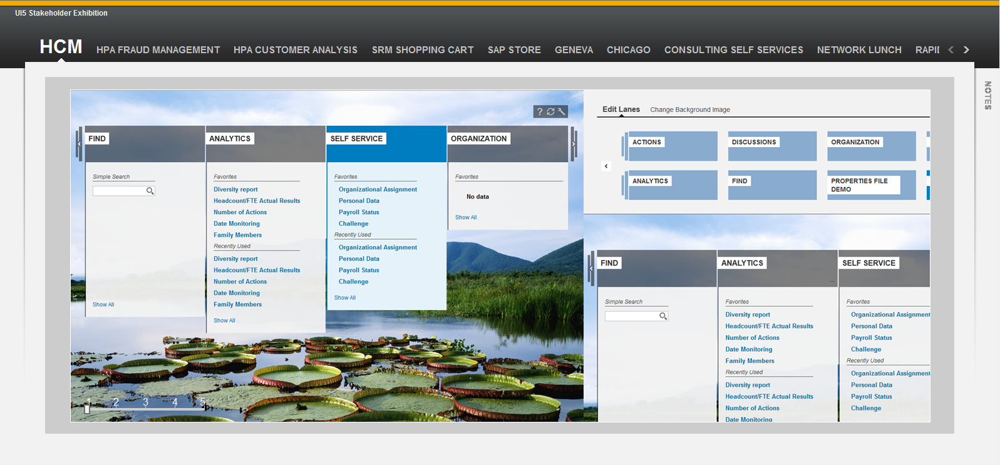 UI5 Stakeholder Exhibition
HCM HPA FRAUD MANAGEMENT HPA CUSTOMER ANALYSIS SRM SHOPPING CART SAP STORE GENEVA CHICAGO CONSULTING SELF SERVICES NETWORK LUNCH
NOTES
FIND
Simple Search
Show All
ANALYTICS
Favorites
Diversity report
Headcount/FTE Actual Results
Number of Actions
Date Monitoring
Family Members
Recently Used
Diversity report
Headcount/FTE Actual Results
Number of Actions
Date Monitoring
Family Members
Show All
SELF SERVICE
Favorites
Organizational Assignment
Personal Data
Payroll Status
Challenge
Recently Used
Organizational Assignment
Personal Data
Payroll Status
Challenge
Show All
ORGANIZATION
Favorites
No data
Show All
1 2 3 4 5
Edit Lanes Change Background Image
ACTIONS DISCUSSIONS ORGANIZATION
ANALYTICS FIND PROPERTIES FILE
DEMO
FIND
Simple Search
ANALYTICS
Favorites
Diversity report
Headcount/FTE Actual Results
Number of Actions
Date Monitoring
Family Members
Recently Used
Diversity report
Headcount/FTE Actual Results
Number of Actions
Date Monitoring
Family Members
SELF SERVICE
Favorites
Organizational Assignment
Personal Data
Payroll Status
Challenge
Recently Used
Organizational Assignment
Personal Data
Payroll Status
Challenge